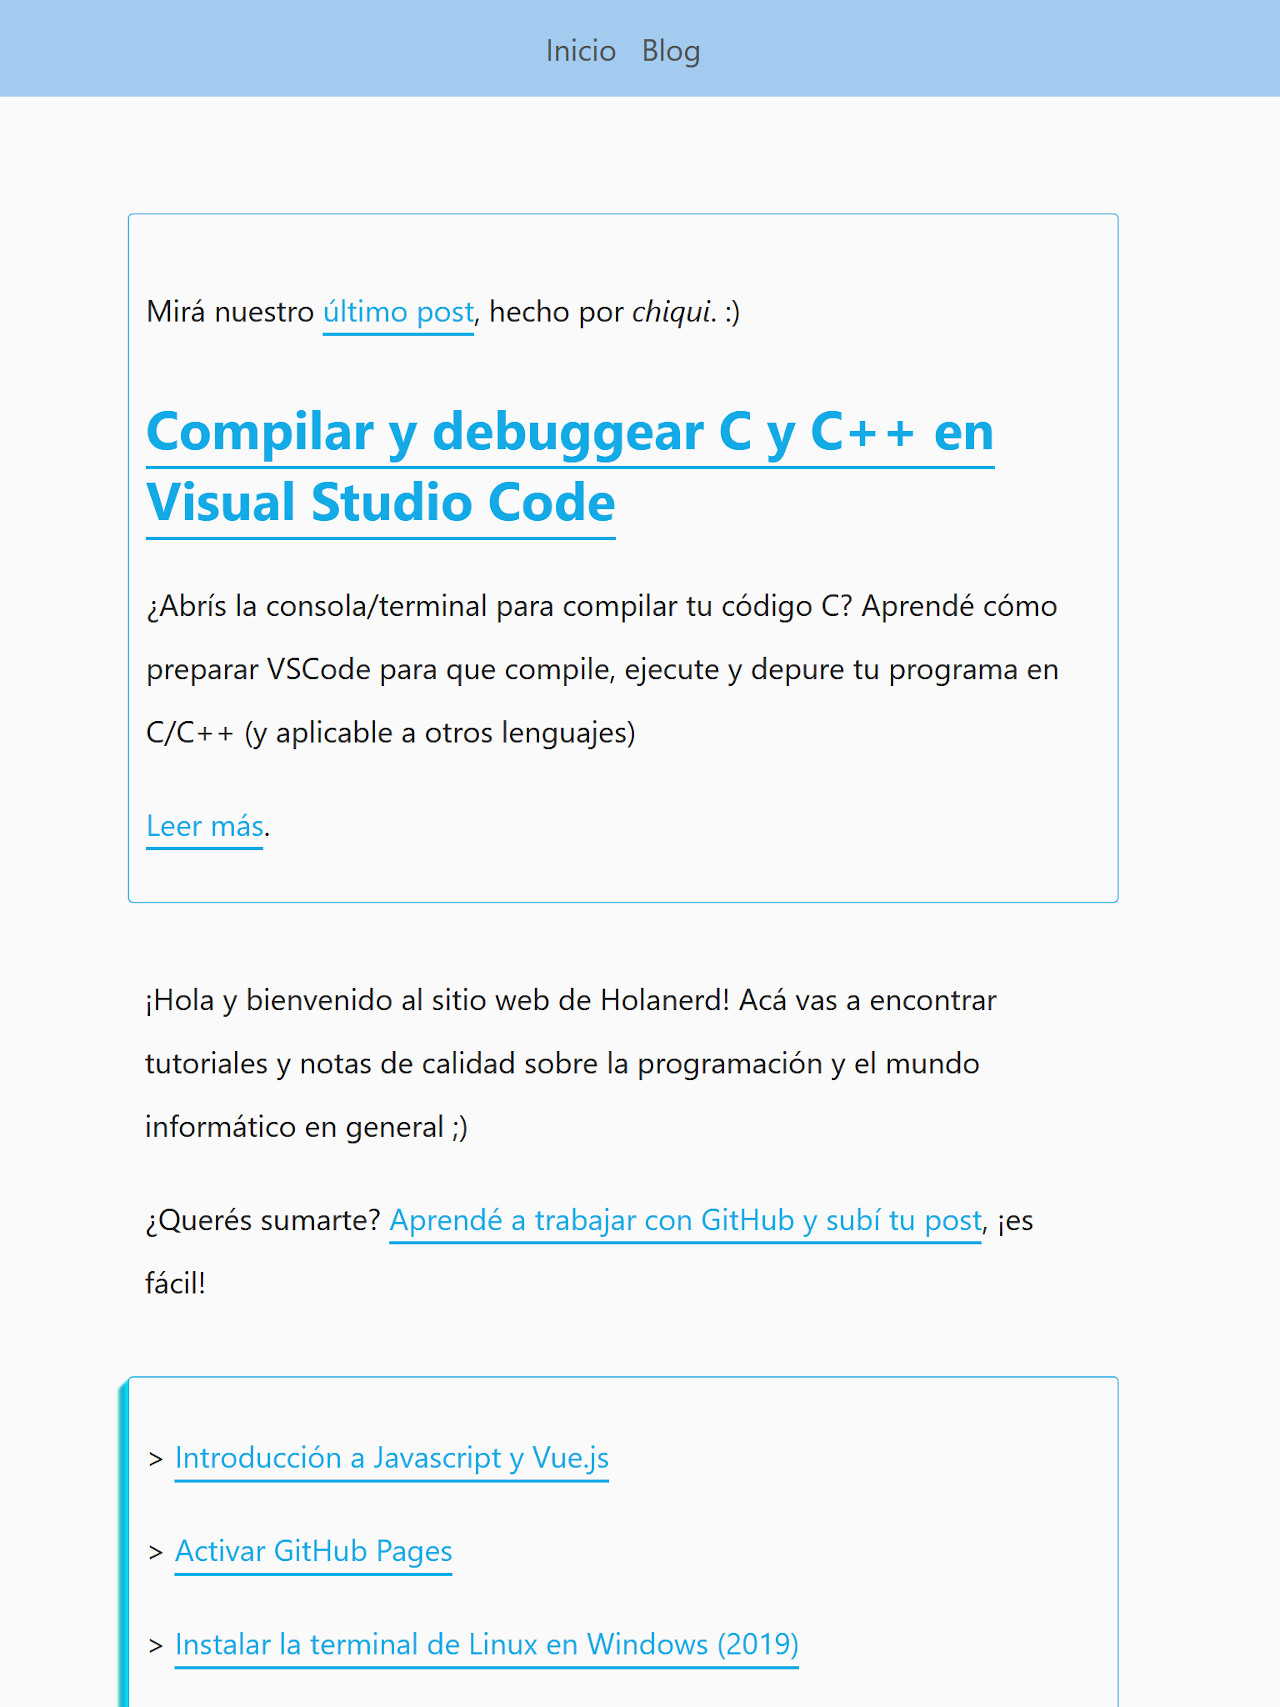 Inicio Blog
Mirá nuestro último post, hecho por chiqui. :)
Compilar y debuggear C y C++ en
Visual Studio Code
¿Abrís la consola/terminal para compilar tu código C? Aprendé cómo
preparar VSCode para que compile, ejecute y depure tu programa en
C/C++ (y aplicable a otros lenguajes)
Leer más.
¡Hola y bienvenido al sitio web de Holanerd! Acá vas a encontrar
tutoriales y notas de calidad sobre la programación y el mundo
informático en general ;)
¿Querés sumarte? Aprendé a trabajar con GitHub y subí tu post, ¡es
fácil!
> Introducción a Javascript y Vue.js
> Activar GitHub Pages
> Instalar la terminal de Linux en Windows (2019)